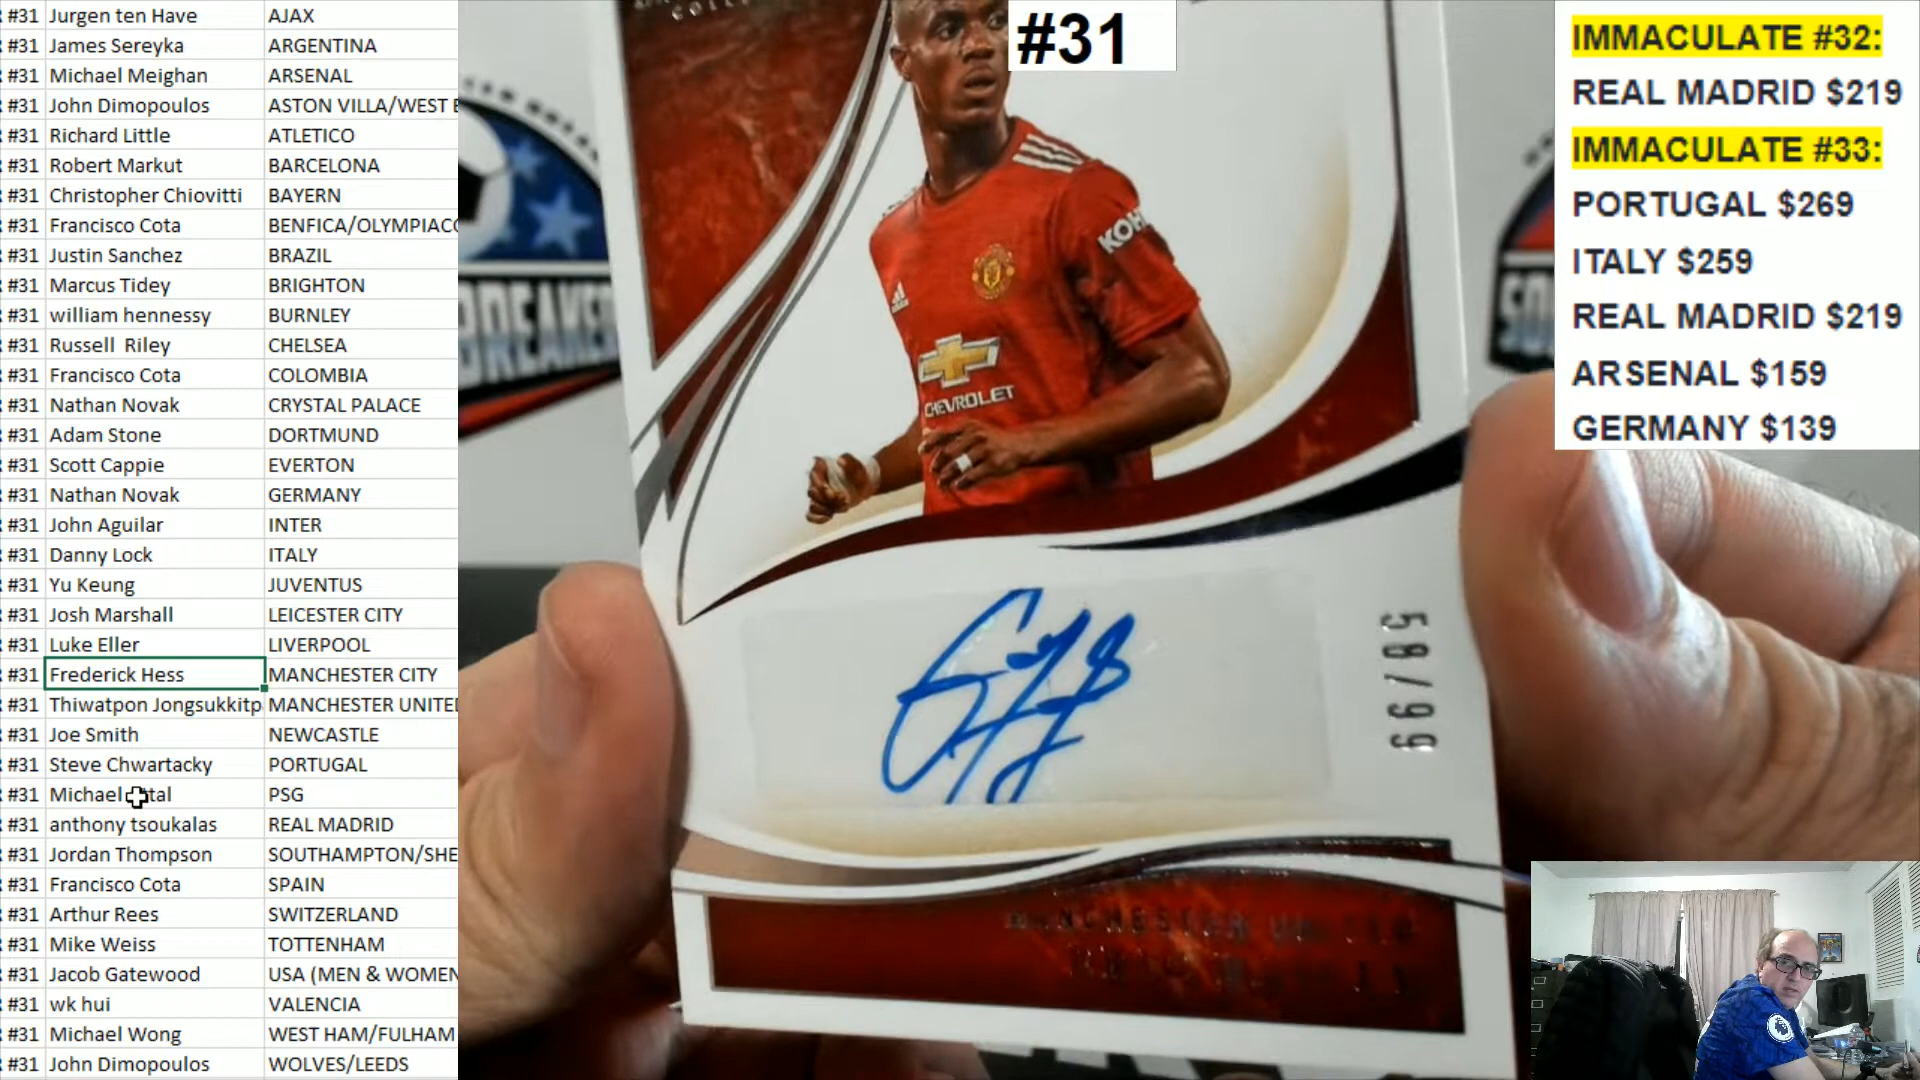 #31 Jurgen ten Have AJAX
#31 James Sereyka ARGENTINA
#31 Michael Meighan ARSENAL
#31 John Dimopoulos ASTON VILLA/WEST
#31 Richard Little ATLETICO
#31 Robert Markut BARCELONA
#31 Christopher Chiovitti BAYERN
#31 Francisco Cota BENFICA/OLYMPIAC
#31 Justin Sanchez BRAZIL
#31 Marcus Tidey BRIGHTON
#31 william hennessy BURNLEY
#31 Russell Riley CHELSEA
#31 Francisco Cota COLOMBIA
#31 Nathan Novak CRYSTAL PALACE
#31 Adam Stone DORTMUND
#31 Scott Cappie EVERTON
#31 Nathan Novak GERMANY
#31 John Aguilar INTER
#31 Danny Lock ITALY
#31 Yu Keung JUVENTUS
#31 Josh Marshall LEICESTER CITY
#31 Luke Eller LIVERPOOL
#31 Frederick Hess MANCHESTER CITY
#31 Thiwatpon Jongsukkitp MANCHESTER UNITED
#31 Joe Smith NEWCASTLE
#31 Steve Chwartacky PORTUGAL
#31 Michael PSG
#31 anthony tsoukalas REAL MADRID
#31 Jordan Thompson SOUTHAMPTON/SHE
#31 Francisco Cota SPAIN
#31 Arthur Rees SWITZERLAND
#31 Mike Weiss TOTTENHAM
#31 Jacob Gatewood USA (MEN & WOMEN
#31 wk hui VALENCIA
#31 Michael Wong WEST HAM/FULHAM
#31 John Dimopoulos WOLVES/LEEDS
#31
KOH
CHEVROLET
58/99
MANCHESTER UNITED
BREAKER
IMMACULATE #32:
REAL MADRID $219
IMMACULATE #33:
PORTUGAL $269
ITALY $259
REAL MADRID $219
ARSENAL $159
GERMANY $139